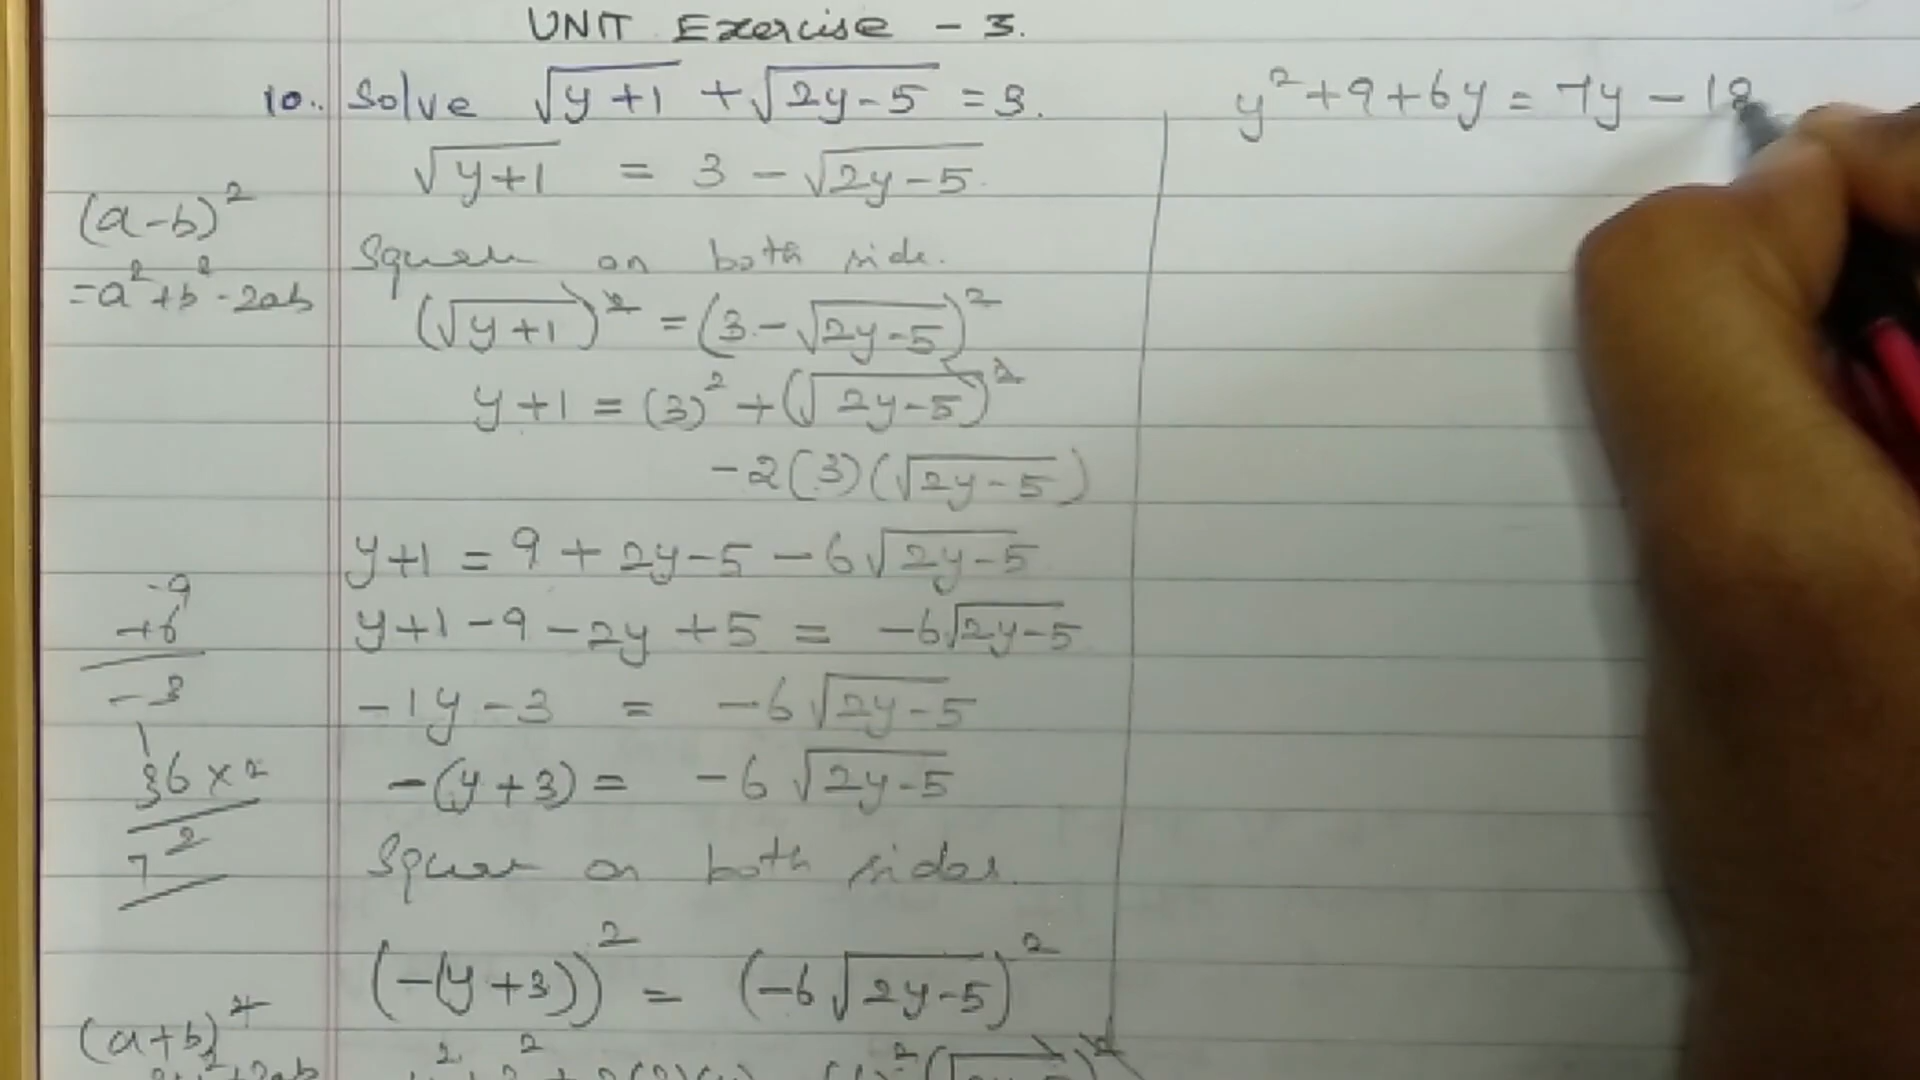 UNIT Exercise - 3.
10.. Solve √(y+1) + √(2y-5) = 3.
√(y+1) = 3 - √(2y-5).
Square on both side.
(√(y+1))² = (3-√(2y-5))²
y+1 = (3)² + (√(2y-5))²
-2(3)(√(2y-5))
y+1 = 9 + 2y-5 - 6√(2y-5)
y+1-9-2y+5 = -6√(2y-5)
-1y-3 = -6√(2y-5)
-(y+3) = -6√(2y-5)
Square on both sides.
(-(y+3))² = (-6√(2y-5))²
(a-b)²
=a²+b²-2ab
-9
+6
-3
36×2
72
(a+b)²
y²+9+6y = 7y-18